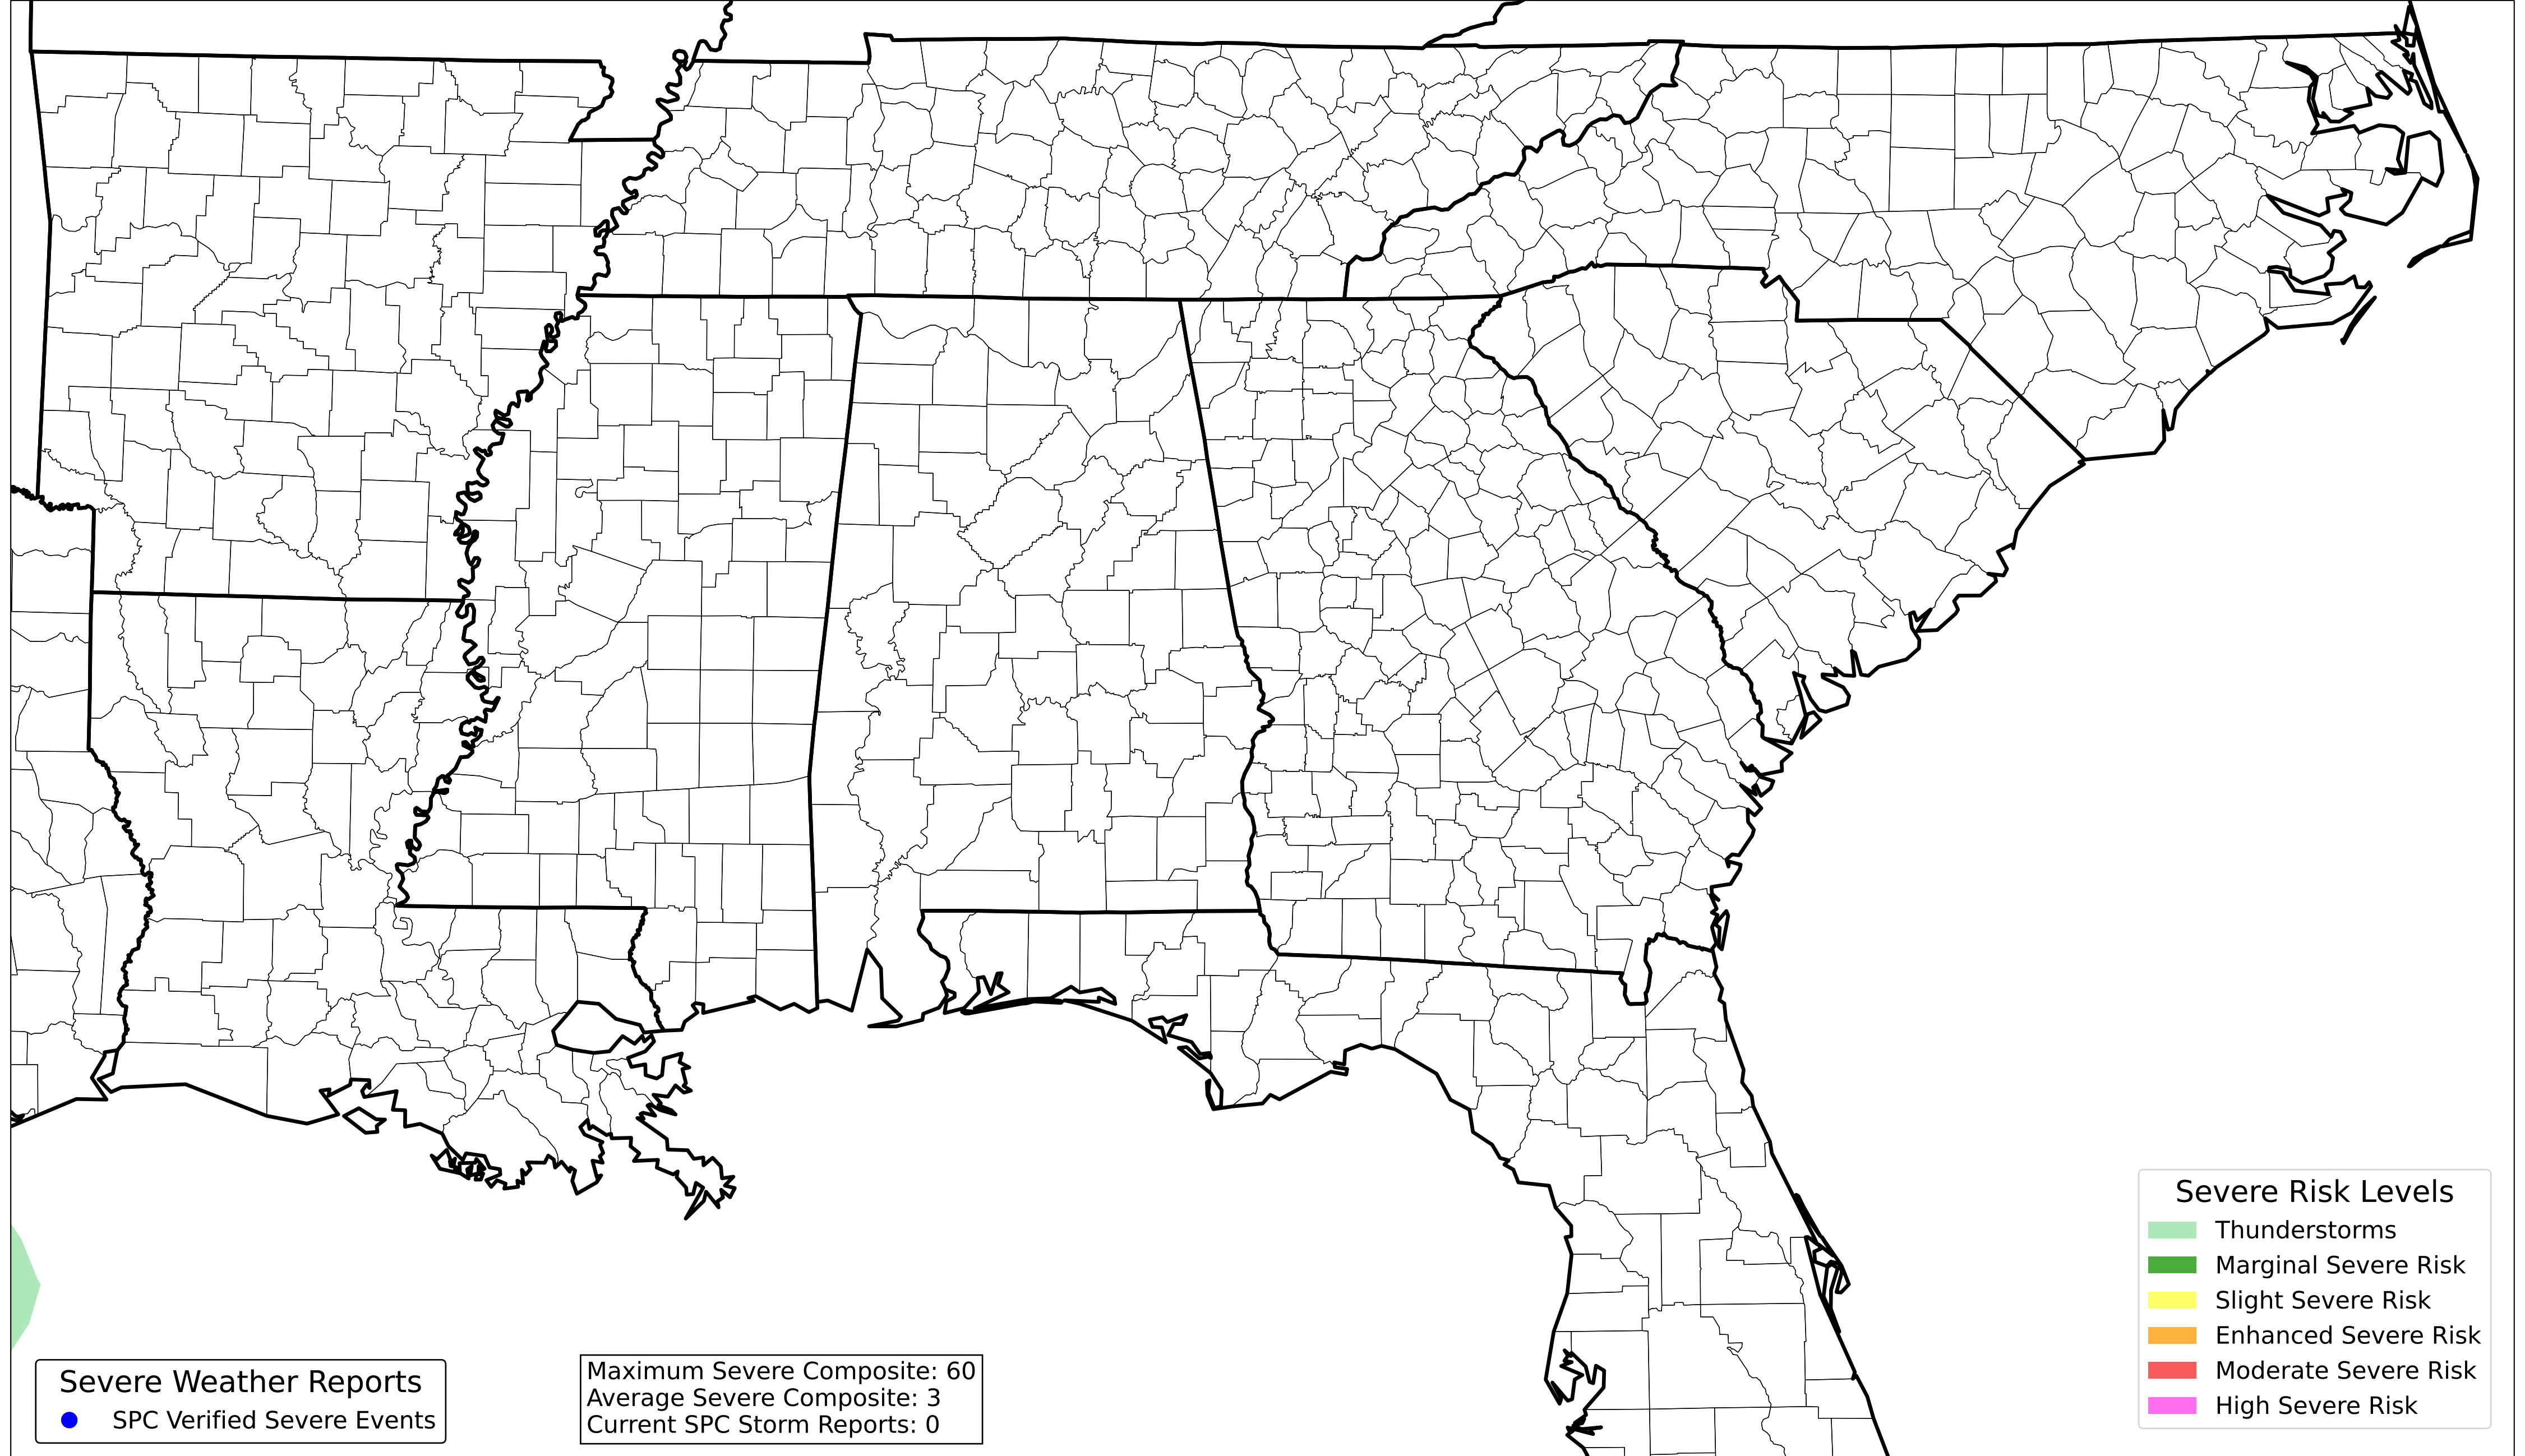 Severe Risk Levels
Thunderstorms
Marginal Severe Risk
Slight Severe Risk
Enhanced Severe Risk
Moderate Severe Risk
High Severe Risk
Severe Weather Reports
SPC Verified Severe Events
Maximum Severe Composite: 60
Average Severe Composite: 3
Current SPC Storm Reports: 0